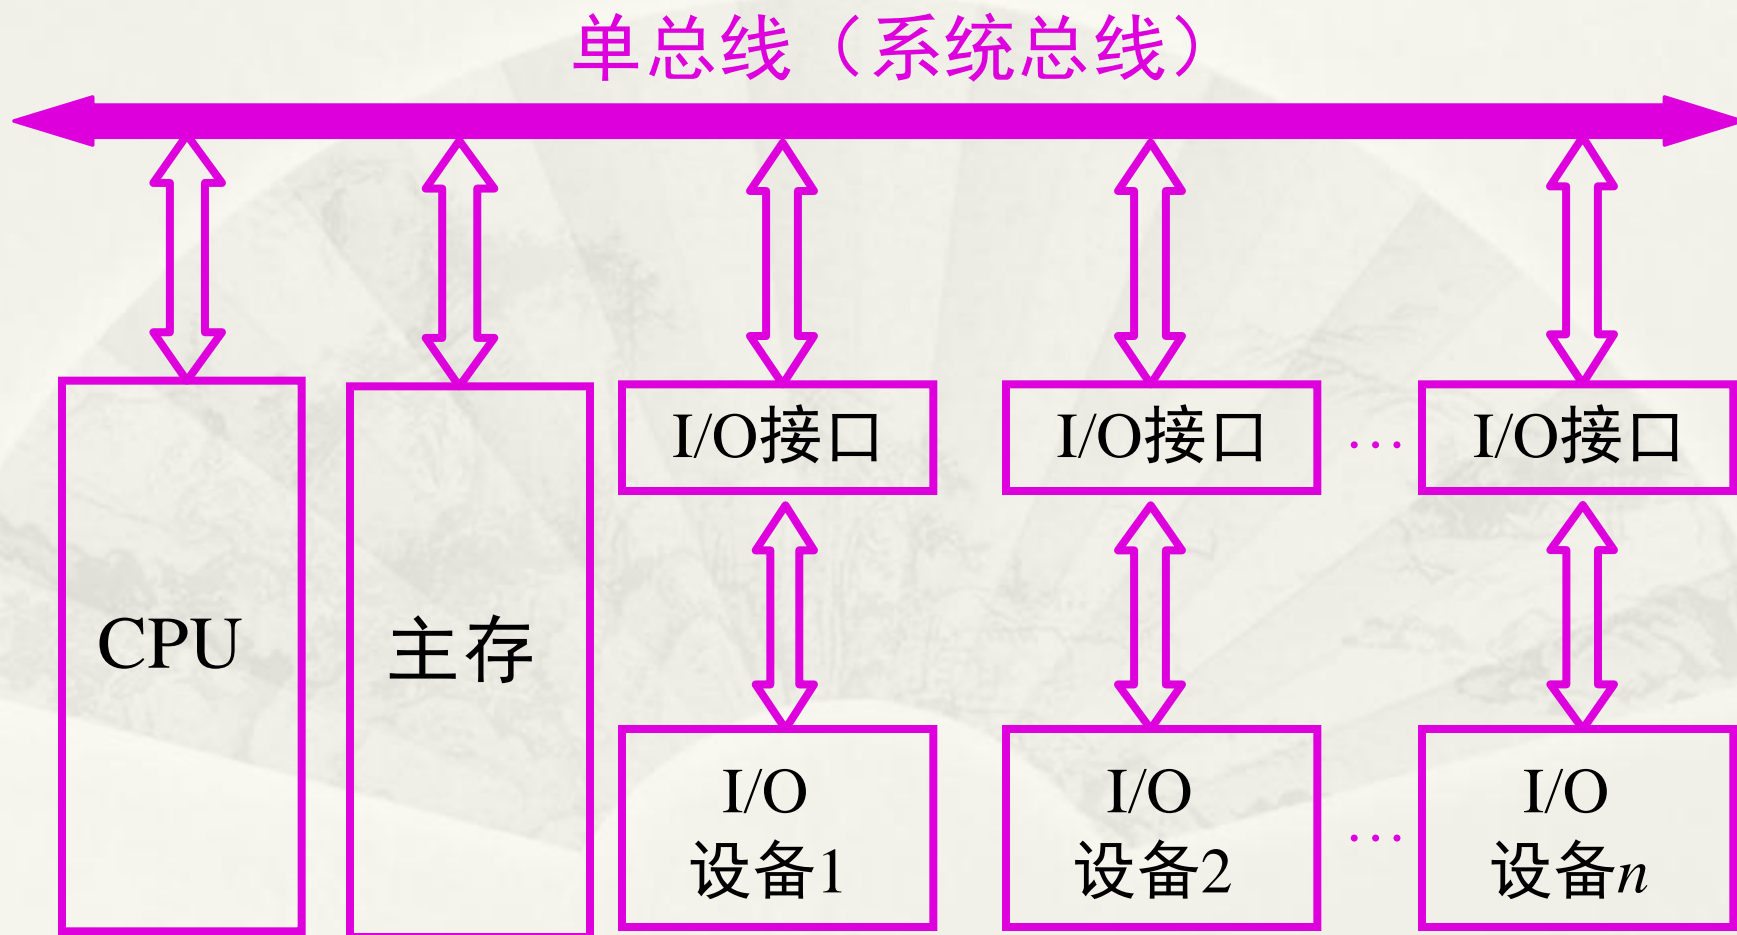 单总线（系统总线）
I/O接口
I/O接口
…
I/O接口
CPU
主存
I/O
设备1
I/O
设备2
…
I/O
设备n